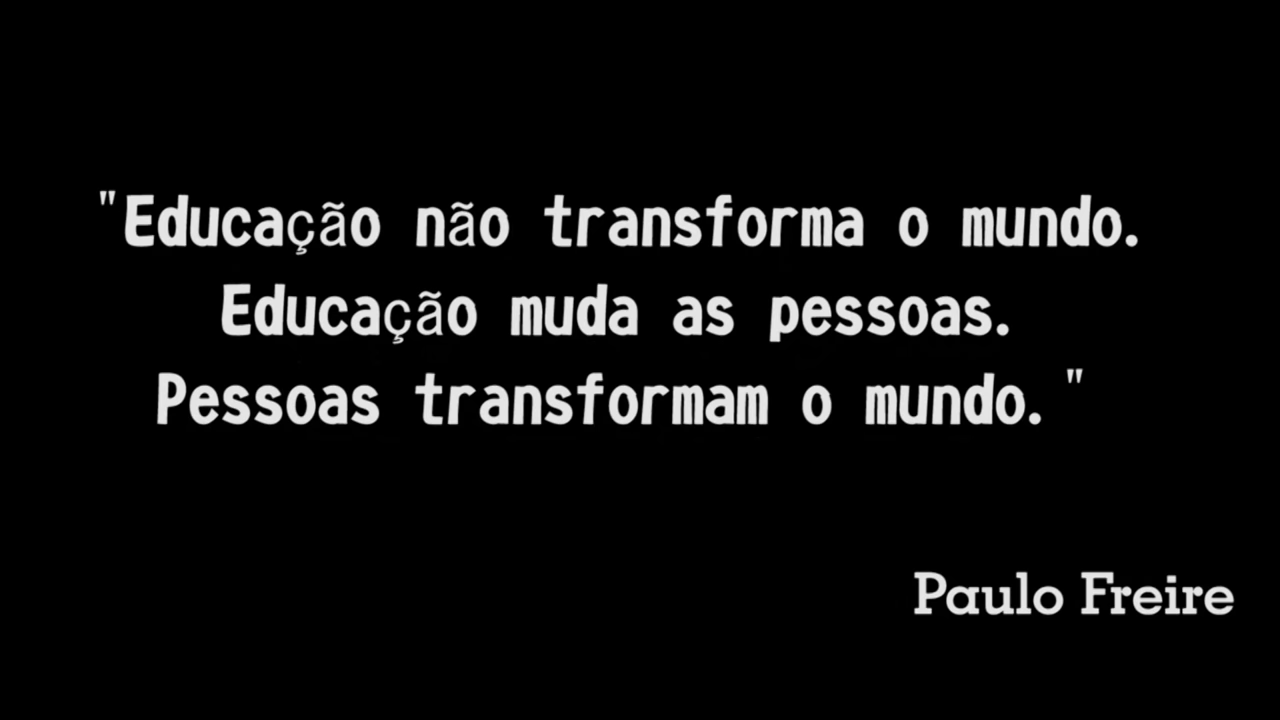 "Educação não transforma o mundo.
Educação muda as pessoas.
Pessoas transformam o mundo."
Paulo Freire